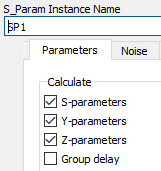 S_Param Instance Name
SP1
Parameters Noise
Calculate
S-parameters
Y-parameters
Z-parameters
Group delay